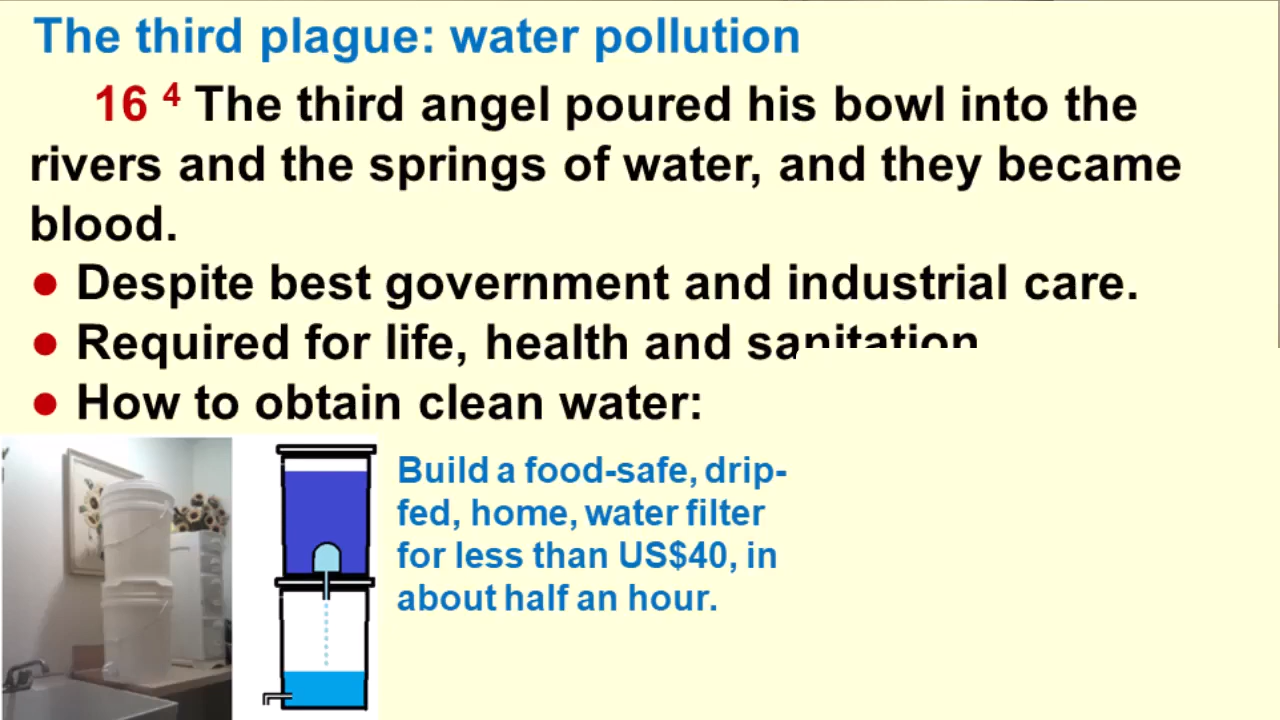 The third plague: water pollution
16 4 The third angel poured his bowl into the
rivers and the springs of water, and they became
blood.
● Despite best government and industrial care.
● Required for life, health and sanitation
● How to obtain clean water:
Build a food-safe, drip-
fed, home, water filter
for less than US$40, in
about half an hour.